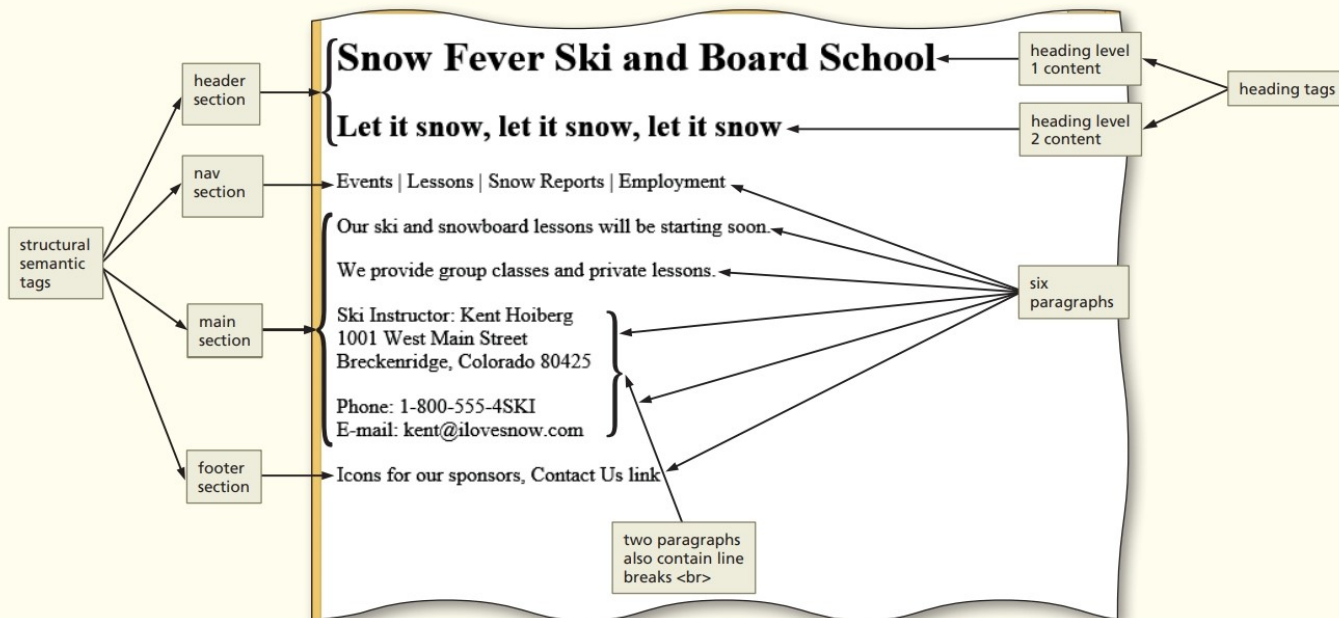 Snow Fever Ski and Board School
heading level
1 content
header
section
heading tags
Let it snow, let it snow, let it snow
heading level
2 content
nav
section
Events | Lessons | Snow Reports | Employment
Our ski and snowboard lessons will be starting soon.
structural
semantic
tags
We provide group classes and private lessons.
six
paragraphs
main
section
Ski Instructor: Kent Hoiberg
1001 West Main Street
Breckenridge, Colorado 80425
Phone: 1-800-555-4SKI
E-mail: kent@ilovesnow.com
footer
section
Icons for our sponsors, Contact Us link
two paragraphs
also contain line
breaks <br>